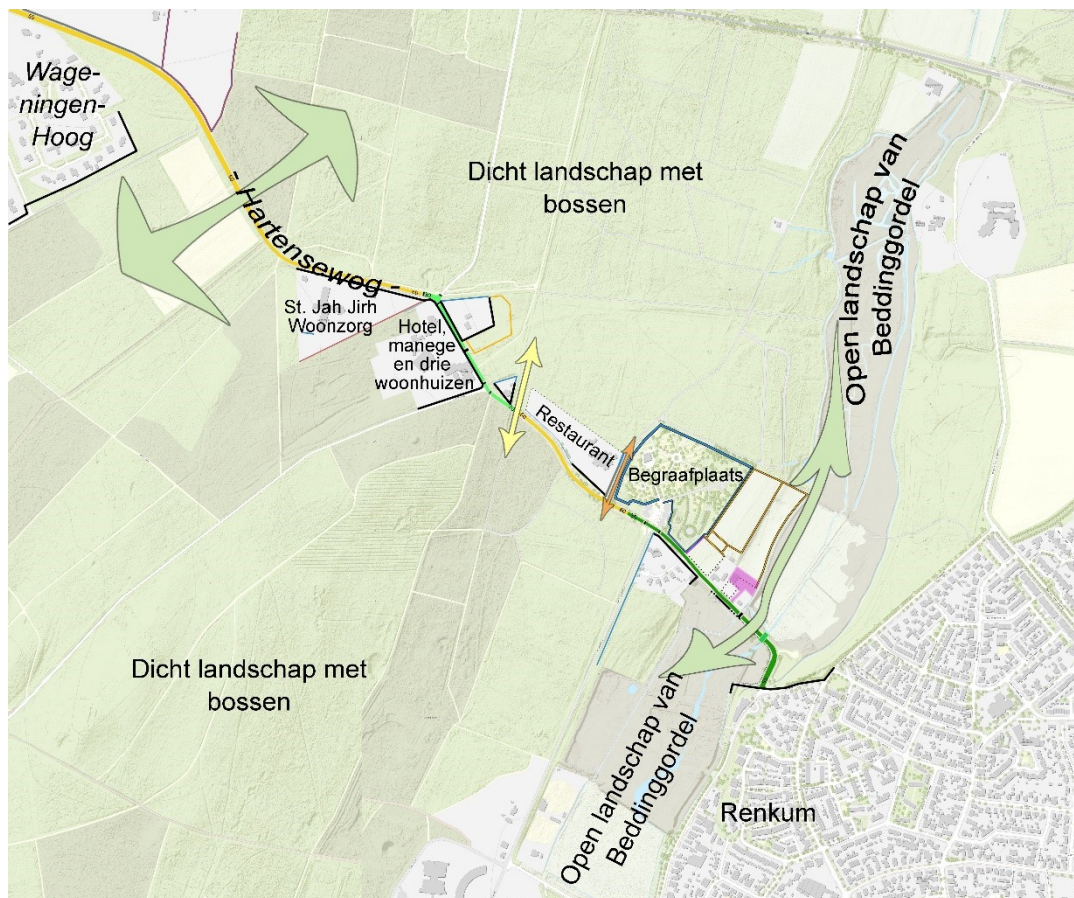 Wage-
ningen-
Hoog
- Hartenseweg -
Dicht landschap met
bossen
Open landschap van
Beddinggordel
St. Jah Jirh
Woonzorg
Hotel,
manege
en drie
woonhuizen
Restaurant
Begraafplaats
Dicht landschap met
bossen
Open landschap van
Beddinggordel
Renkum